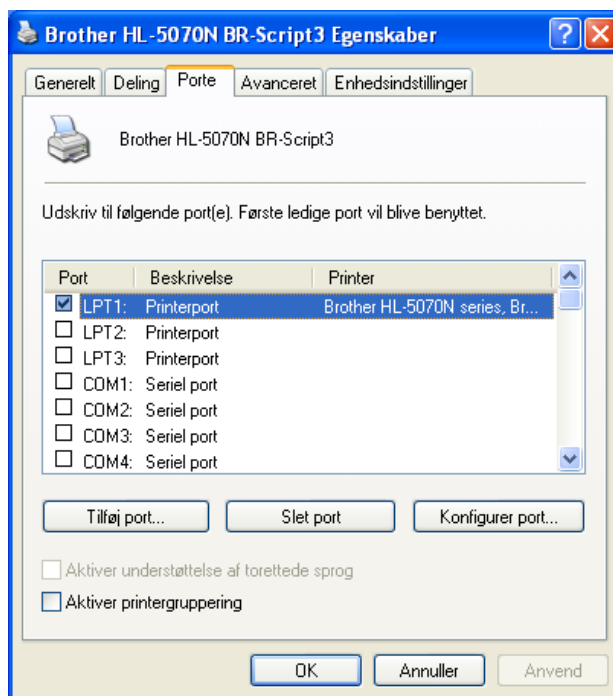 Brother HL-5070N BR-Script3 Egenskaber
Generelt Deling Porte Avanceret Enhedsindstillinger
Brother HL-5070N BR-Script3
Udskriv til følgende port(e). Første ledige port vil blive benyttet.
Port Beskrivelse Printer
LPT1: Printerport Brother HL-5070N series, Br...
LPT2: Printerport
LPT3: Printerport
COM1: Seriel port
COM2: Seriel port
COM3: Seriel port
COM4: Seriel port
Tilføj port... Slet port Konfigurer port...
Aktiver understøttelse af torettede sprog
Aktiver printergruppering
OK Annuller Anvend